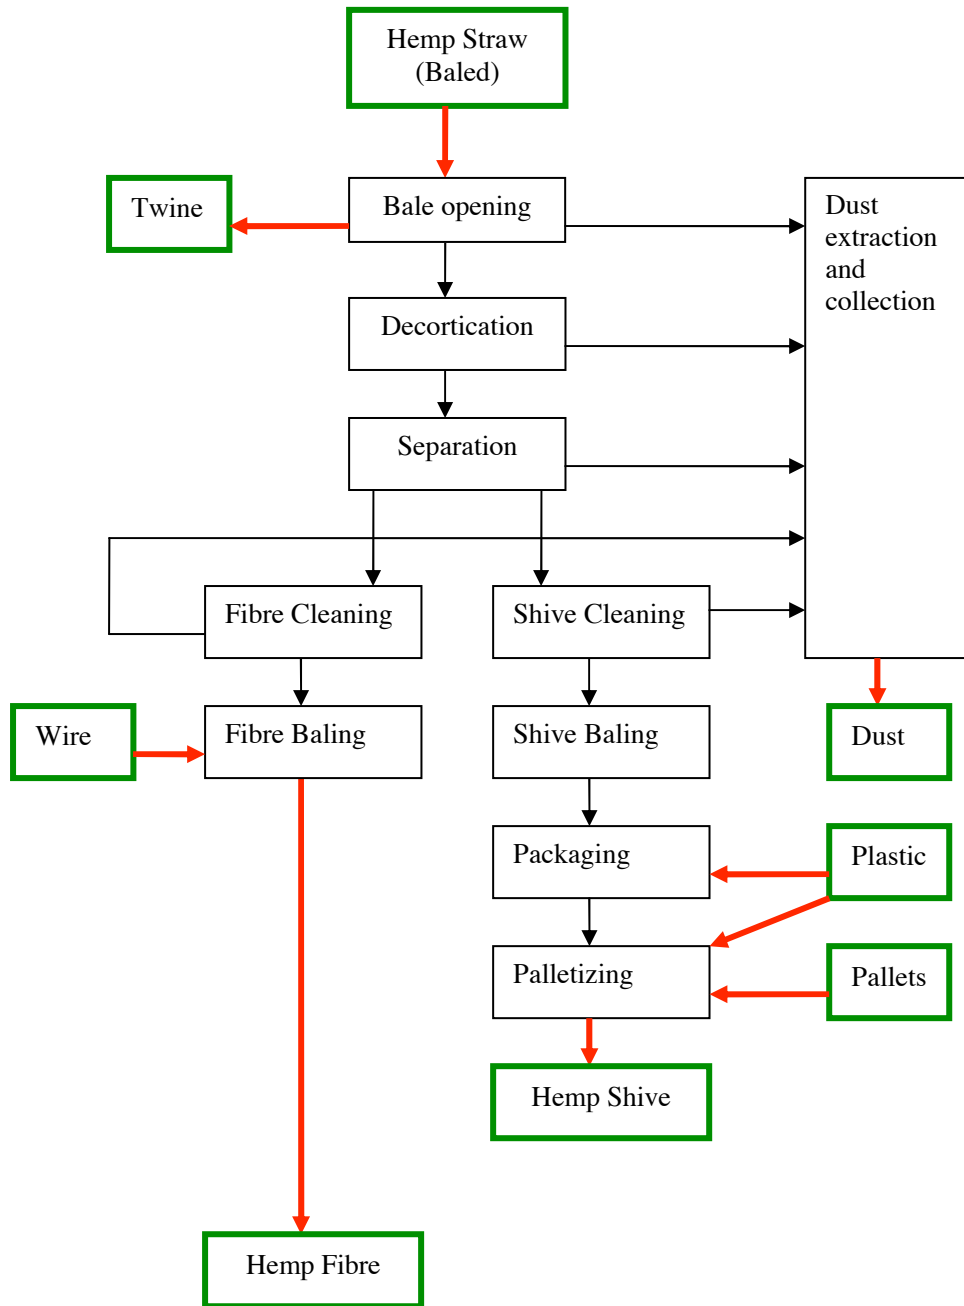 Hemp Straw
(Baled)
Twine
Bale opening
Dust
extraction
and
collection
Decortication
Separation
Fibre Cleaning
Shive Cleaning
Wire
Fibre Baling
Shive Baling
Dust
Packaging
Plastic
Palletizing
Pallets
Hemp Shive
Hemp Fibre